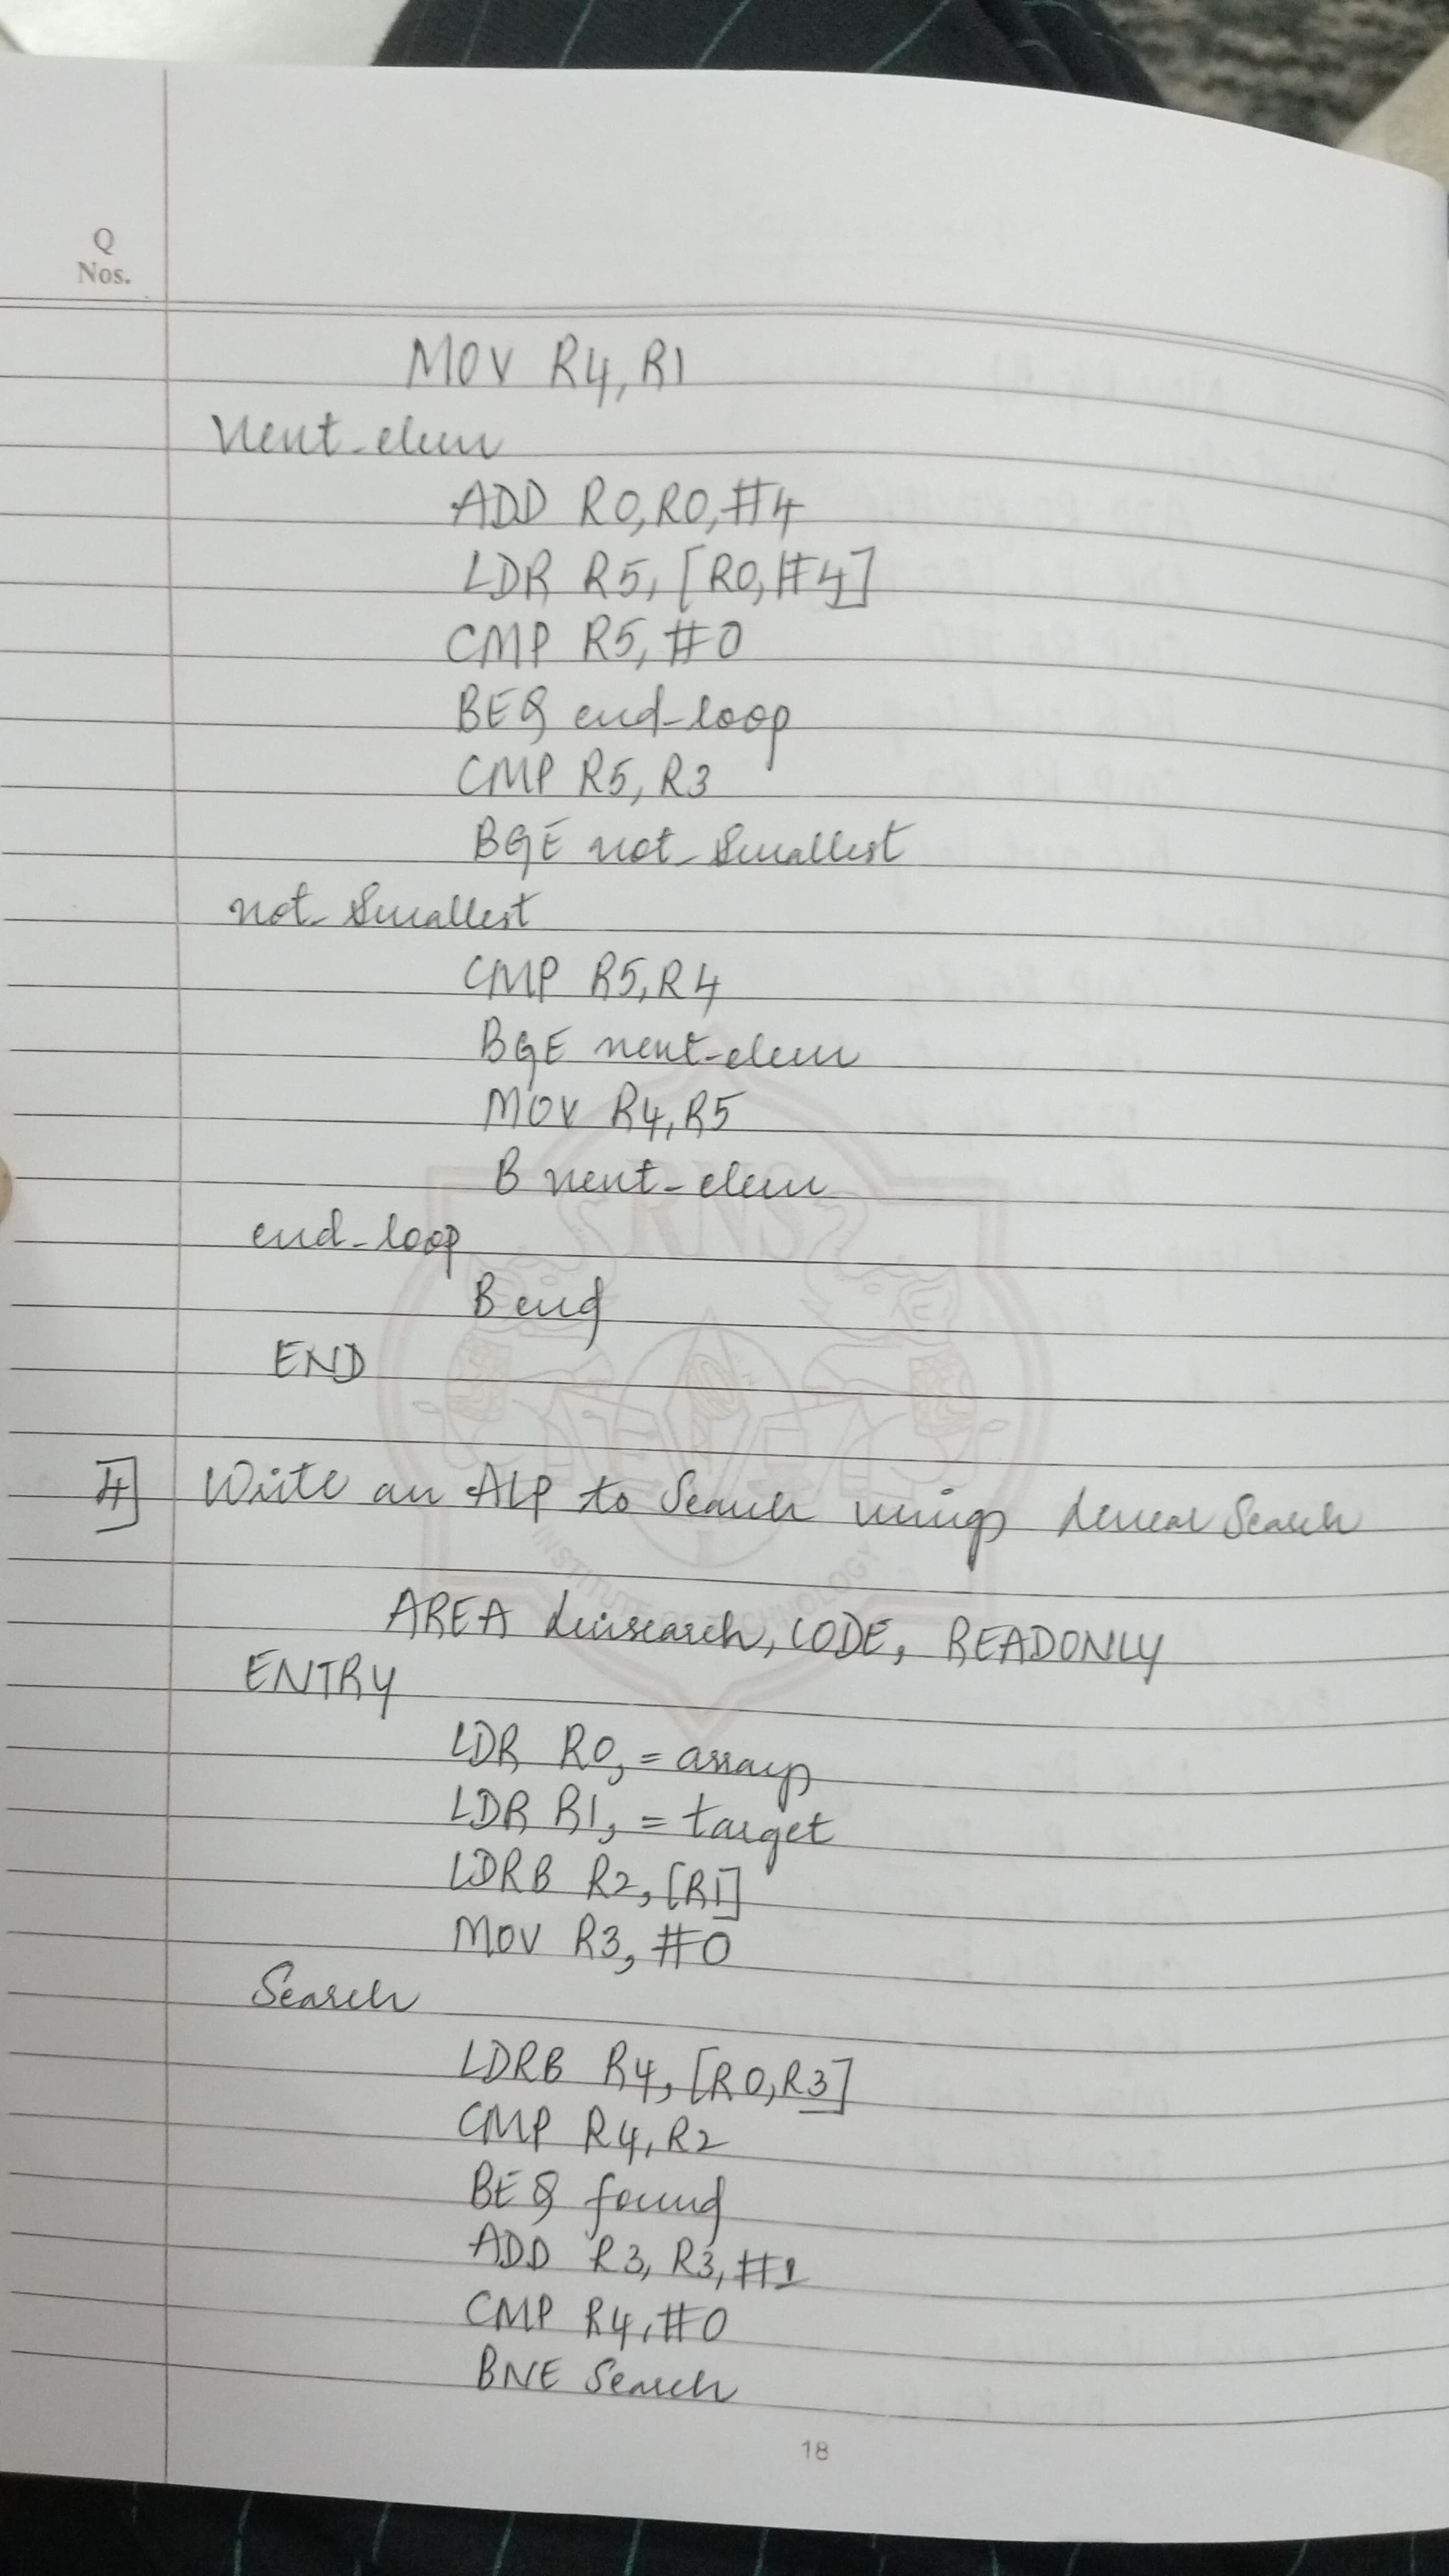 Q
Nos.
MOV R4, R1
next_elem
ADD R0, R0, #4
LDR R5, [R0, #4]
CMP R5, #0
BEQ end_loop
CMP R5, R3
BGE not_Smallest
not_Smallest
CMP R5, R4
BGE next_elem
MOV R4, R5
B next_elem
end_loop
B end
END
RNS
4] Write an ALP to Search using linear Search
INSTITUTE OF TECHNOLOGY
AREA linsearch, CODE, READONLY
ENTRY
LDR R0, = array
LDR R1, = target
LDRB R2, [R1]
MOV R3, #0
Search
LDRB R4, [R0, R3]
CMP R4, R2
BEQ found
ADD R3, R3, #1
CMP R4, #0
BNE Search
18